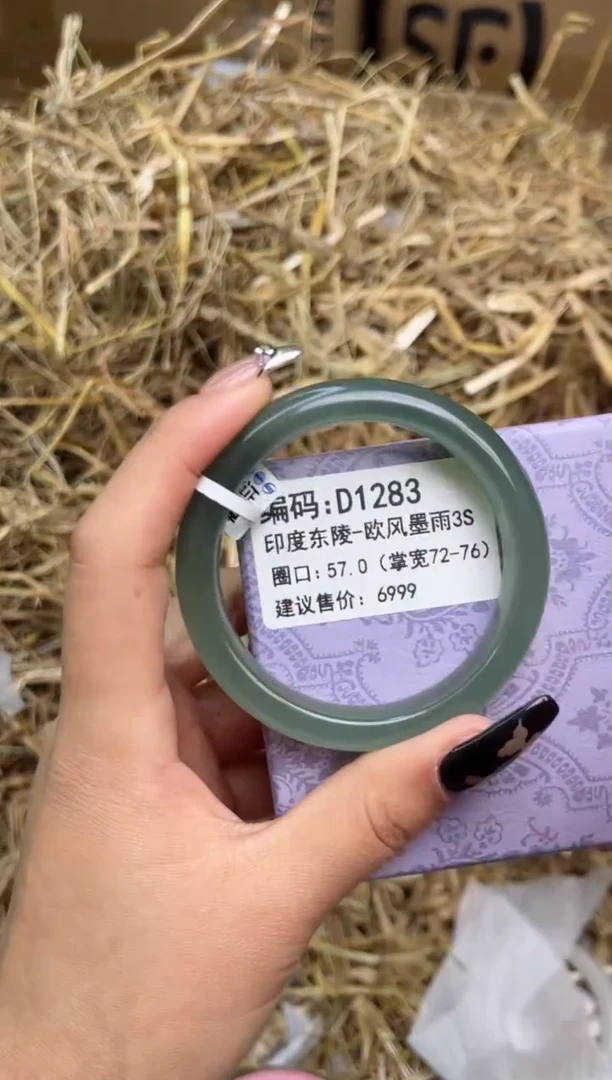 编码:D1283
印度东陵-欧风墨雨3S
圈口: 57.0 (掌宽72-76)
建议售价: 6999